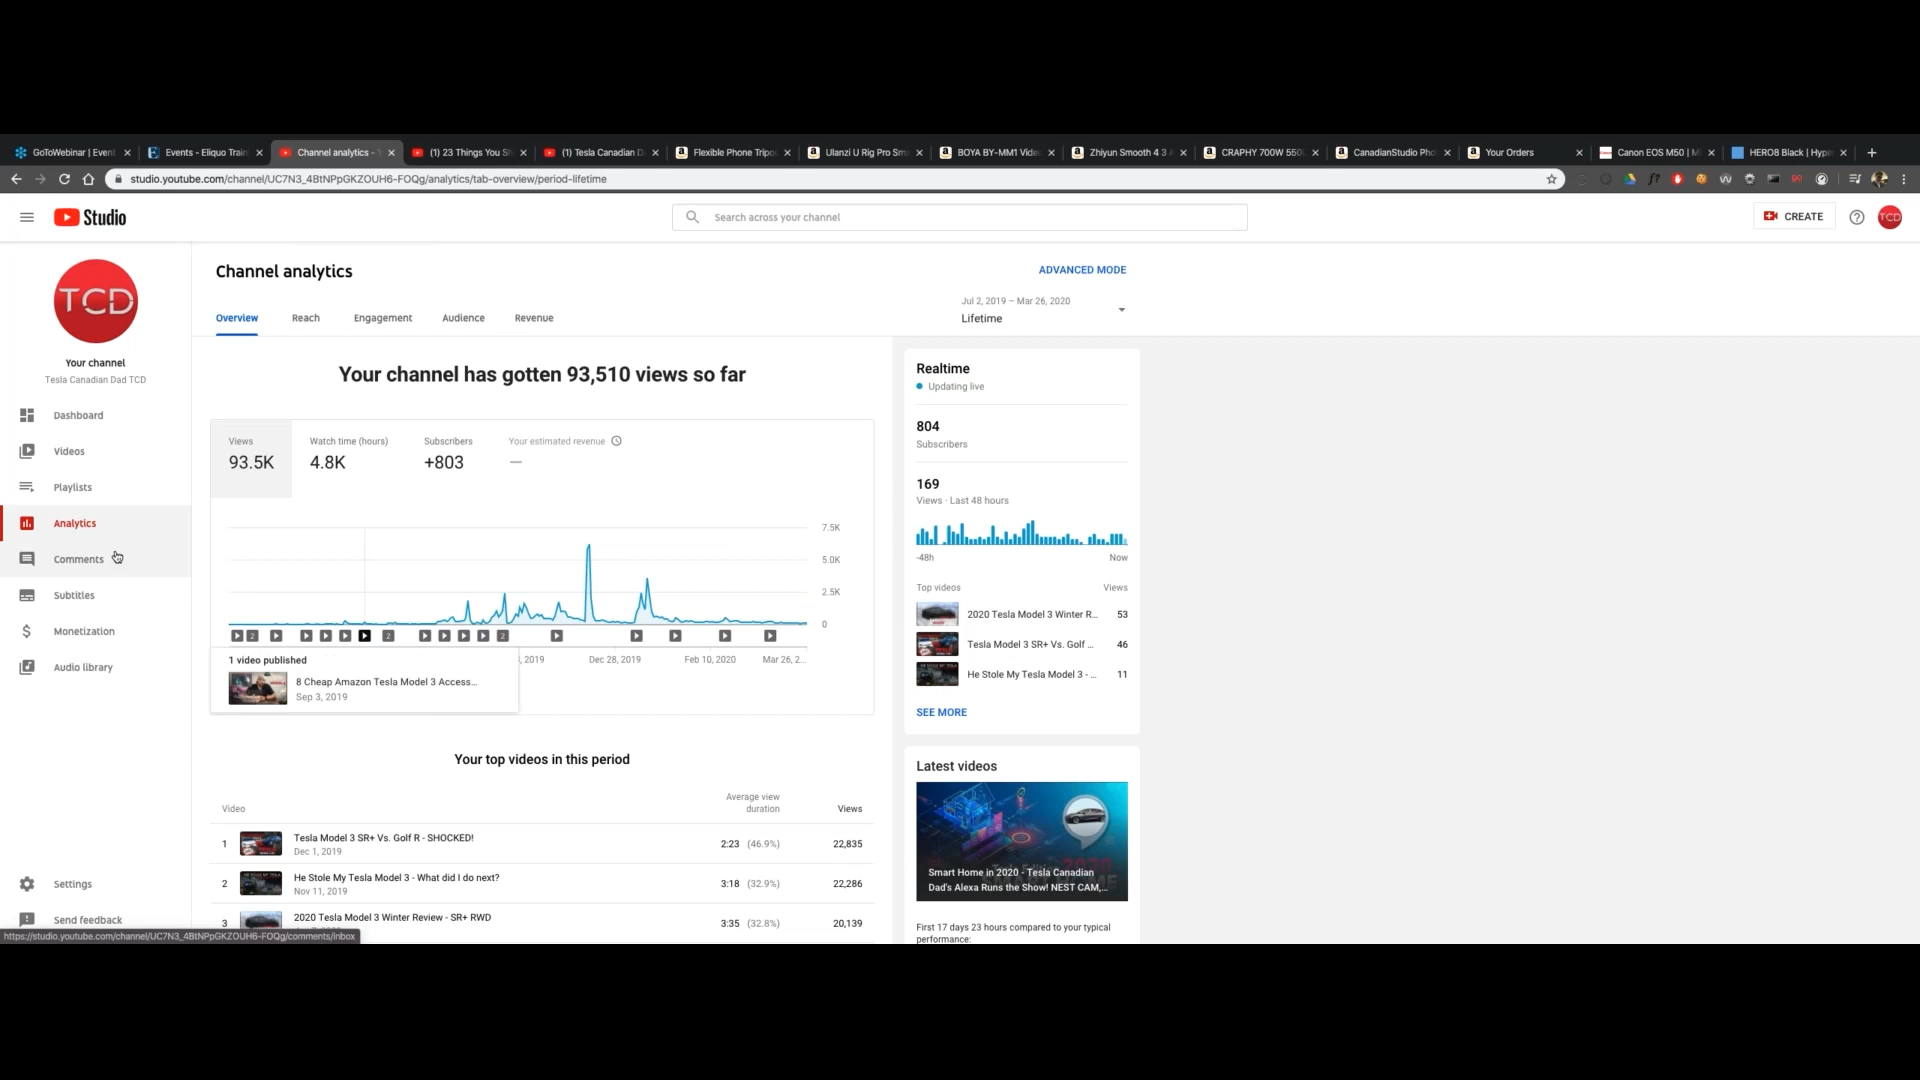 GoToWebinar | Event
Events - Eliquo Train
Channel analytics - Y
(1) 23 Things You Sh
(1) Tesla Canadian D
Flexible Phone Tripo
Ulanzi U Rig Pro Sma
BOYA BY-MM1 Video
Zhiyun Smooth 4 3 A
CRAPHY 700W 550
CanadianStudio Pho
Your Orders
Canon EOS M50 | M
HERO8 Black | Hype
studio.youtube.com/channel/UC7N3_4BtNPpGKZOUH6-FOQg/analytics/tab-overview/period-lifetime
Studio
Search across your channel
CREATE
TCD
TCD
Your channel
Tesla Canadian Dad TCD
Dashboard
Videos
Playlists
Analytics
Comments
Subtitles
Monetization
Audio library
Settings
Send feedback
https://studio.youtube.com/channel/UC7N3_4BtNPpGKZOUH6-FOQg/comments/inbox
Channel analytics
ADVANCED MODE
Overview
Reach
Engagement
Audience
Revenue
Jul 2, 2019 – Mar 26, 2020
Lifetime
Your channel has gotten 93,510 views so far
Views
93.5K
Watch time (hours)
4.8K
Subscribers
+803
Your estimated revenue
—
7.5K
5.0K
2.5K
0
2
2
2
, 2019
Dec 28, 2019
Feb 10, 2020
Mar 26, 2...
1 video published
8 Cheap Amazon Tesla Model 3 Access...
Sep 3, 2019
Your top videos in this period
Video
Average view
duration
Views
1
Tesla Model 3 SR+ Vs. Golf R - SHOCKED!
Dec 1, 2019
2:23 (46.9%)
22,835
2
He Stole My Tesla Model 3 - What did I do next?
Nov 11, 2019
3:18 (32.9%)
22,286
3
2020 Tesla Model 3 Winter Review - SR+ RWD
3:35 (32.8%)
20,139
Realtime
Updating live
804
Subscribers
169
Views · Last 48 hours
-48h
Now
Top videos
Views
2020 Tesla Model 3 Winter R...
53
Tesla Model 3 SR+ Vs. Golf ...
46
He Stole My Tesla Model 3 - ...
11
SEE MORE
Latest videos
Smart Home in 2020 - Tesla Canadian
Dad's Alexa Runs the Show! NEST CAM,...
First 17 days 23 hours compared to your typical
performance: